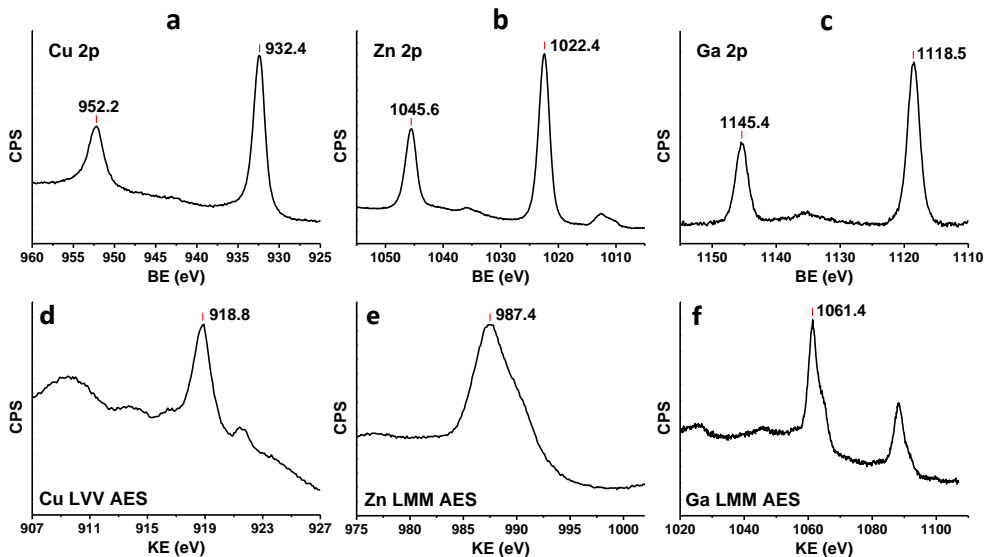 a
Cu 2p
932.4
952.2
CPS
960 955 950 945 940 935 930 925
BE (eV)
b
Zn 2p
1022.4
1045.6
CPS
1050 1040 1030 1020 1010
BE (eV)
c
Ga 2p
1118.5
1145.4
CPS
1150 1140 1130 1120 1110
BE (eV)
d
918.8
CPS
Cu LVV AES
907 911 915 919 923 927
KE (eV)
e
987.4
CPS
Zn LMM AES
975 980 985 990 995 1000
KE (eV)
f
1061.4
CPS
Ga LMM AES
1020 1040 1060 1080 1100
KE (eV)